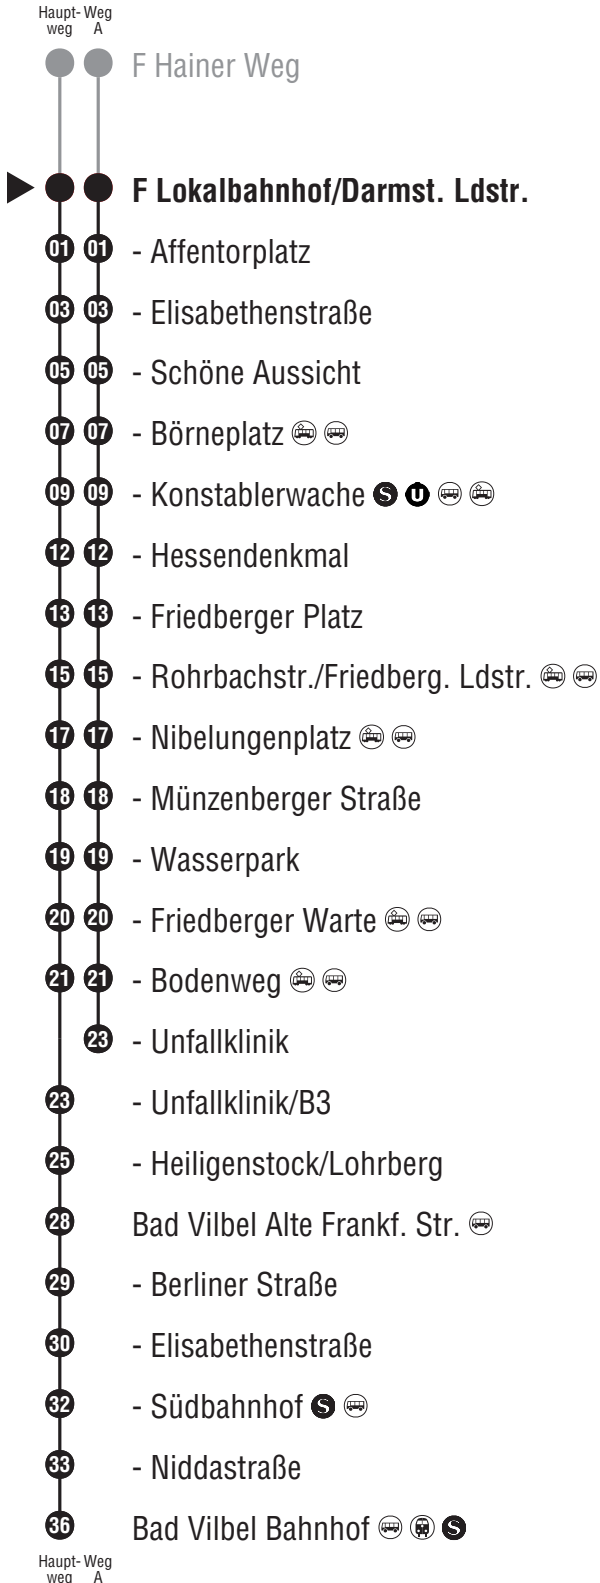 Haupt- Weg
weg A
F Hainer Weg
F Lokalbahnhof/Darmst. Ldstr.
01 01 - Affentorplatz
03 03 - Elisabethenstraße
05 05 - Schöne Aussicht
07 07 - Börneplatz
09 09 - Konstablerwache S U
12 12 - Hessendenkmal
13 13 - Friedberger Platz
15 15 - Rohrbachstr./Friedberg. Ldstr.
17 17 - Nibelungenplatz
18 18 - Münzenberger Straße
19 19 - Wasserpark
20 20 - Friedberger Warte
21 21 - Bodenweg
23 - Unfallklinik
23 - Unfallklinik/B3
25 - Heiligenstock/Lohrberg
28 Bad Vilbel Alte Frankf. Str.
29 - Berliner Straße
30 - Elisabethenstraße
32 - Südbahnhof S
33 - Niddastraße
36 Bad Vilbel Bahnhof S
Haupt- Weg
weg A